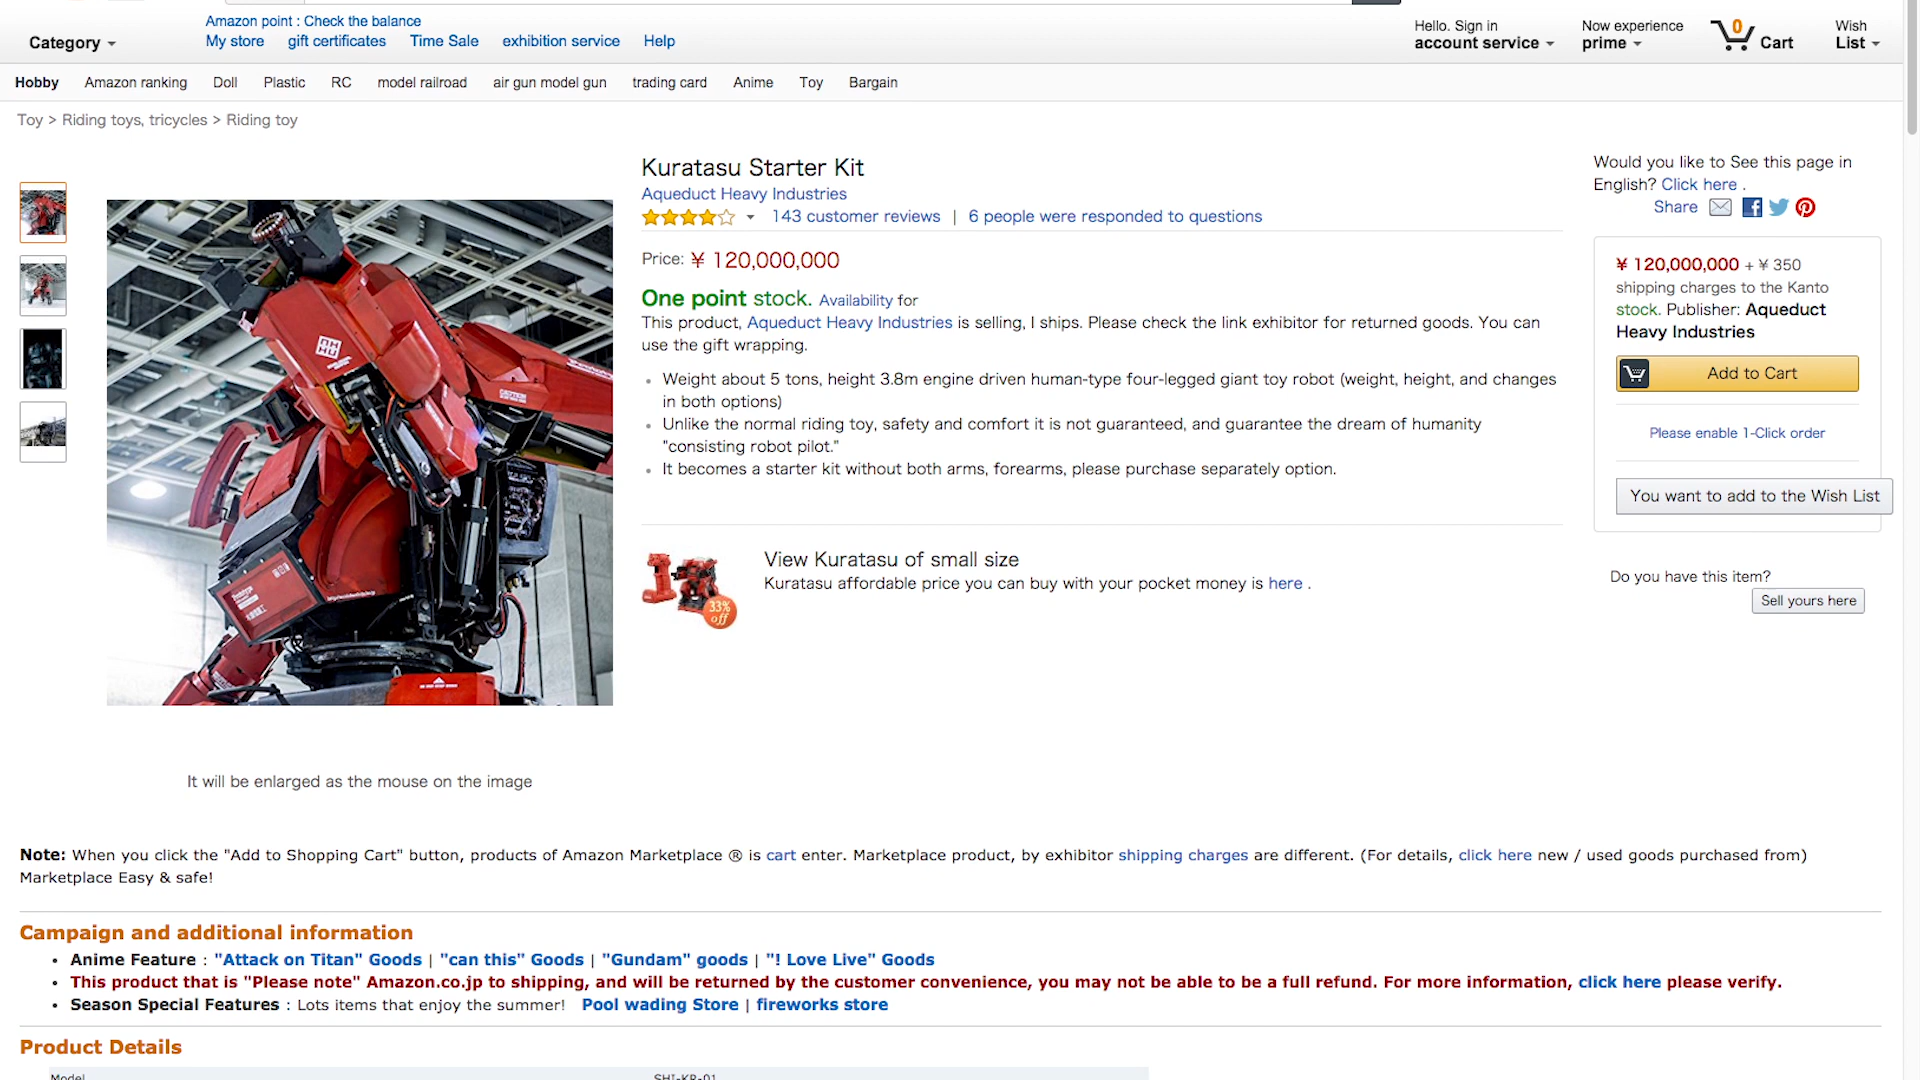 Amazon point : Check the balance
Category
My store gift certificates Time Sale exhibition service Help
Hello. Sign in
account service
Now experience
prime
0
Cart
Wish
List
Hobby Amazon ranking Doll Plastic RC model railroad air gun model gun trading card Anime Toy Bargain
Toy > Riding toys, tricycles > Riding toy
Kuratasu Starter Kit
Aqueduct Heavy Industries
143 customer reviews | 6 people were responded to questions
Price: ¥ 120,000,000
One point stock. Availability for
This product, Aqueduct Heavy Industries is selling, I ships. Please check the link exhibitor for returned goods. You can
use the gift wrapping.
Weight about 5 tons, height 3.8m engine driven human-type four-legged giant toy robot (weight, height, and changes
in both options)
Unlike the normal riding toy, safety and comfort it is not guaranteed, and guarantee the dream of humanity
"consisting robot pilot."
It becomes a starter kit without both arms, forearms, please purchase separately option.
View Kuratasu of small size
Kuratasu affordable price you can buy with your pocket money is here .
33%
off
Would you like to See this page in
English? Click here .
Share
¥ 120,000,000 + ¥ 350
shipping charges to the Kanto
stock. Publisher: Aqueduct
Heavy Industries
Add to Cart
Please enable 1-Click order
You want to add to the Wish List
Do you have this item?
Sell yours here
It will be enlarged as the mouse on the image
Note: When you click the "Add to Shopping Cart" button, products of Amazon Marketplace ® is cart enter. Marketplace product, by exhibitor shipping charges are different. (For details, click here new / used goods purchased from)
Marketplace Easy & safe!
Campaign and additional information
Anime Feature : "Attack on Titan" Goods | "can this" Goods | "Gundam" goods | "! Love Live" Goods
This product that is "Please note" Amazon.co.jp to shipping, and will be returned by the customer convenience, you may not be able to be a full refund. For more information, click here please verify.
Season Special Features : Lots items that enjoy the summer! Pool wading Store | fireworks store
Product Details
Model SHI-KR-01